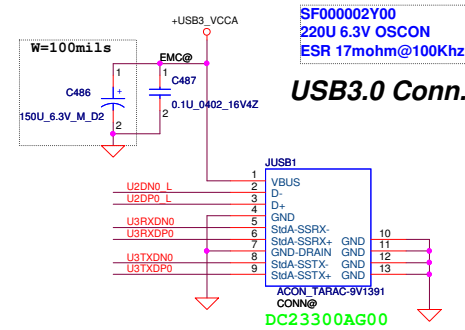 SF000002Y00
220U 6.3V OSCON
ESR 17mohm@100Khz
+USB3_VCCA
W=100mils
EMC@
1
1
C486
+
C487
0.1U_0402_16V4Z
150U_6.3V_M_D2
2
2
USB3.0 Conn.
JUSB1
1 VBUS
U2DN0_L 2 D-
U2DP0_L 3 D+
4 GND
U3RXDN0 5 StdA-SSRX-
U3RXDP0 6 StdA-SSRX+ GND 10
7 GND-DRAIN GND 11
U3TXDN0 8 StdA-SSTX- GND 12
U3TXDP0 9 StdA-SSTX+ GND 13
ACON_TARAC-9V1391
CONN@
DC23300AG00